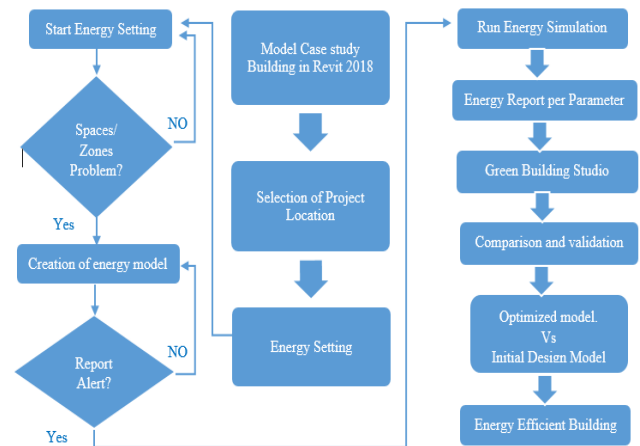 Start Energy Setting
NO
Spaces/
Zones
Problem?
Yes
Creation of energy model
NO
Report
Alert?
Yes
Model Case study
Building in Revit 2018
Selection of Project
Location
Energy Setting
Run Energy Simulation
Energy Report per Parameter
Green Building Studio
Comparison and validation
Optimized model.
Vs
Initial Design Model
Energy Efficient Building